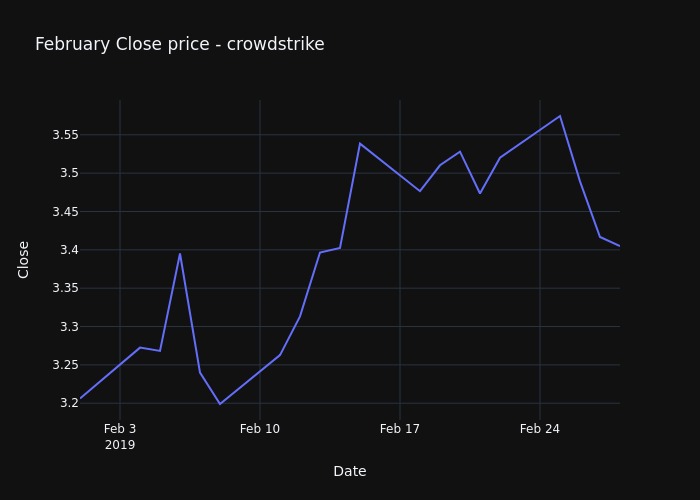 February Close price - crowdstrike
3.55
3.5
3.45
3.4
3.35
3.3
3.25
3.2
Close
Feb 3
2019
Feb 10
Feb 17
Feb 24
Date